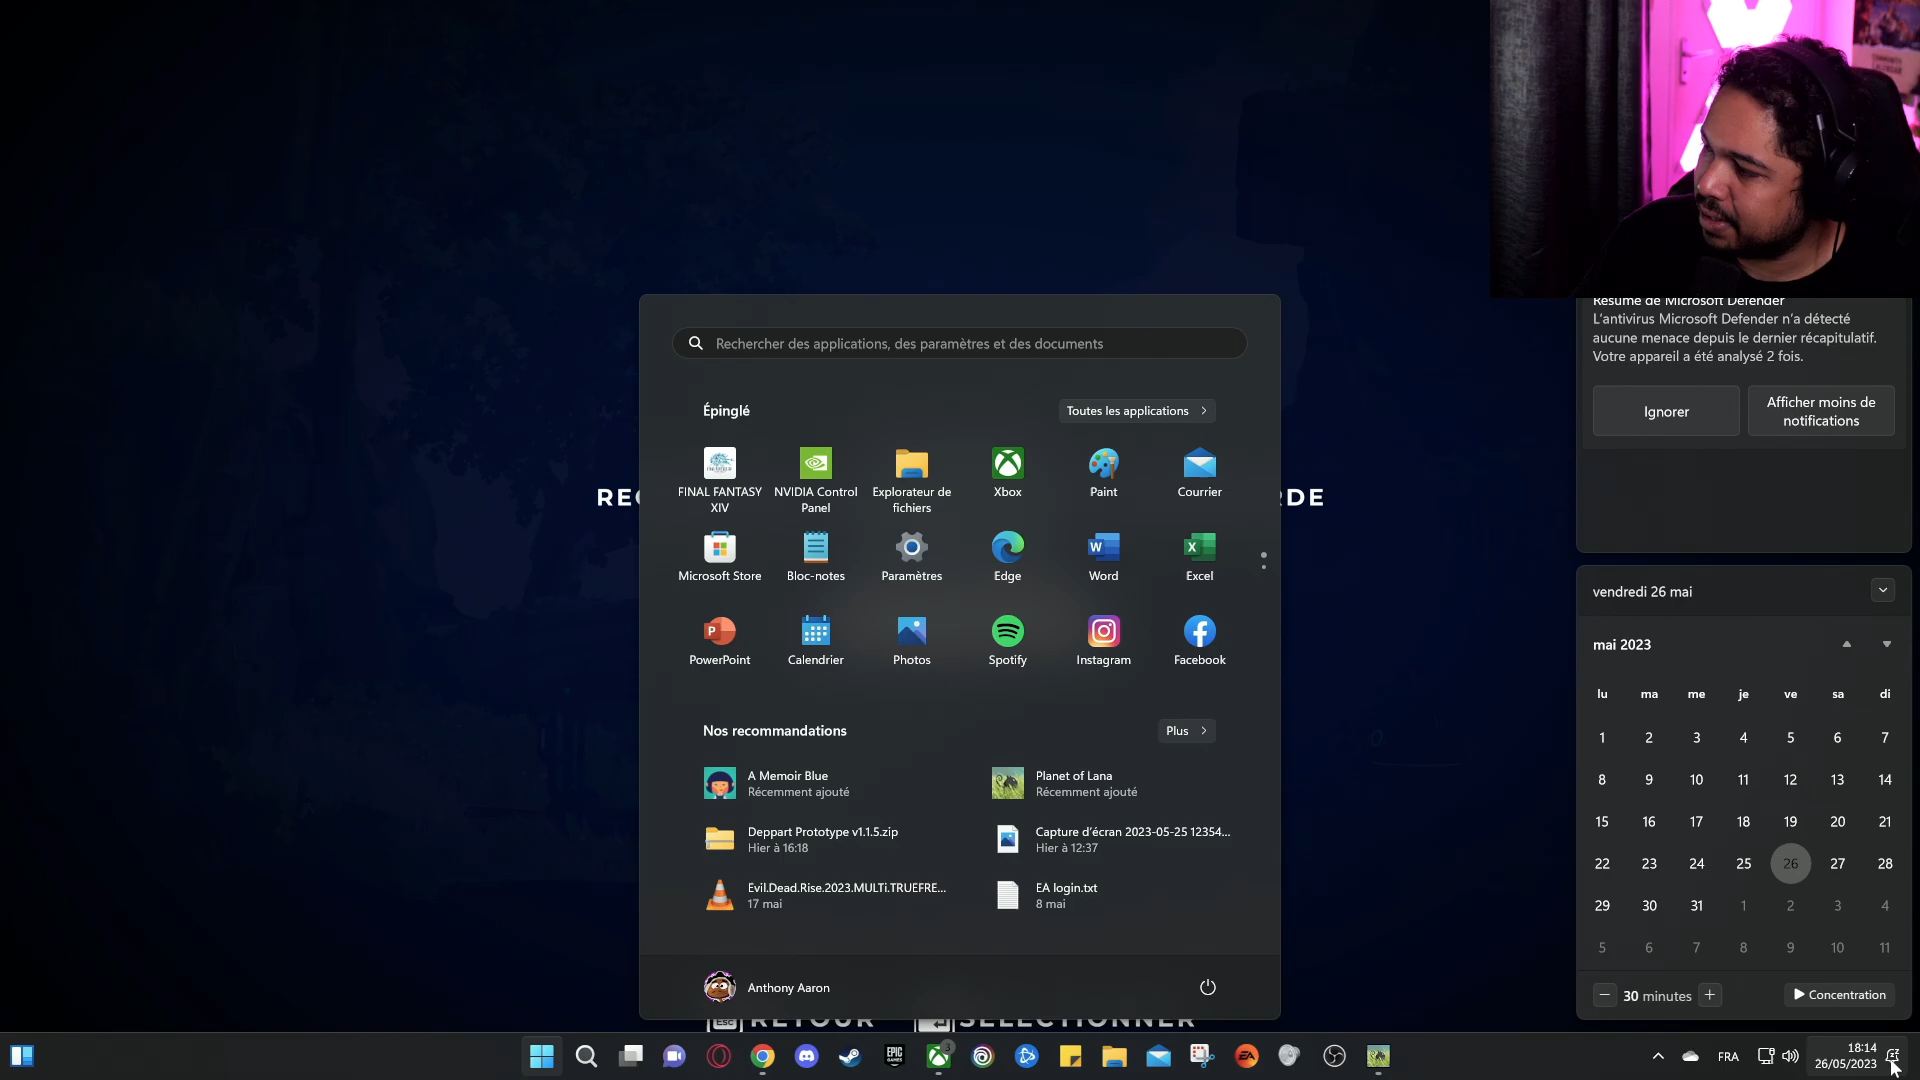 Résumé de Microsoft Defender
L'antivirus Microsoft Defender n'a détecté
aucune menace depuis le dernier récapitulatif.
Votre appareil a été analysé 2 fois.
Ignorer
Afficher moins de
notifications
Rechercher des applications, des paramètres et des documents
Épinglé
Toutes les applications
FINAL FANTASY
XIV
NVIDIA Control
Panel
Explorateur de
fichiers
Xbox
Paint
Courrier
Microsoft Store
Bloc-notes
Paramètres
Edge
Word
Excel
PowerPoint
Calendrier
Photos
Spotify
Instagram
Facebook
Nos recommandations
Plus
A Memoir Blue
Récemment ajouté
Planet of Lana
Récemment ajouté
Deppart Prototype v1.1.5.zip
Hier à 16:18
Capture d'écran 2023-05-25 12354...
Hier à 12:37
Evil.Dead.Rise.2023.MULTi.TRUEFRE...
17 mai
EA login.txt
8 mai
Anthony Aaron
vendredi 26 mai
mai 2023
lu ma me je ve sa di
1 2 3 4 5 6 7
8 9 10 11 12 13 14
15 16 17 18 19 20 21
22 23 24 25 26 27 28
29 30 31 1 2 3 4
5 6 7 8 9 10 11
30 minutes
Concentration
ESC RETOUR SÉLECTIONNER
EPIC
GAMES
3
EA
FRA
18:14
26/05/2023